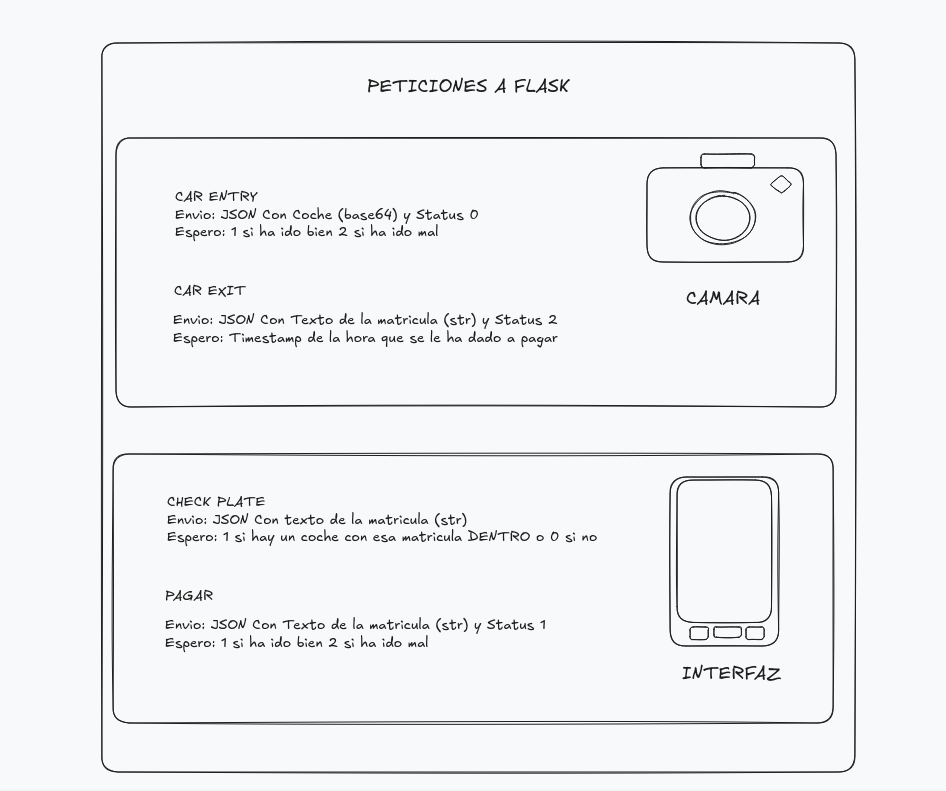 PETICIONES A FLASK
CAR ENTRY
Envio: JSON Con Coche (base64) y Status 0
Espero: 1 si ha ido bien 2 si ha ido mal
CAMARA
CAR EXIT
Envio: JSON Con Texto de la matricula (str) y Status 2
Espero: Timestamp de la hora que se le ha dado a pagar
CHECK PLATE
Envio: JSON Con texto de la matricula (str)
Espero: 1 si hay un coche con esa matricula DENTRO o 0 si no
PAGAR
Envio: JSON Con Texto de la matricula (str) y Status 1
Espero: 1 si ha ido bien 2 si ha ido mal
INTERFAZ